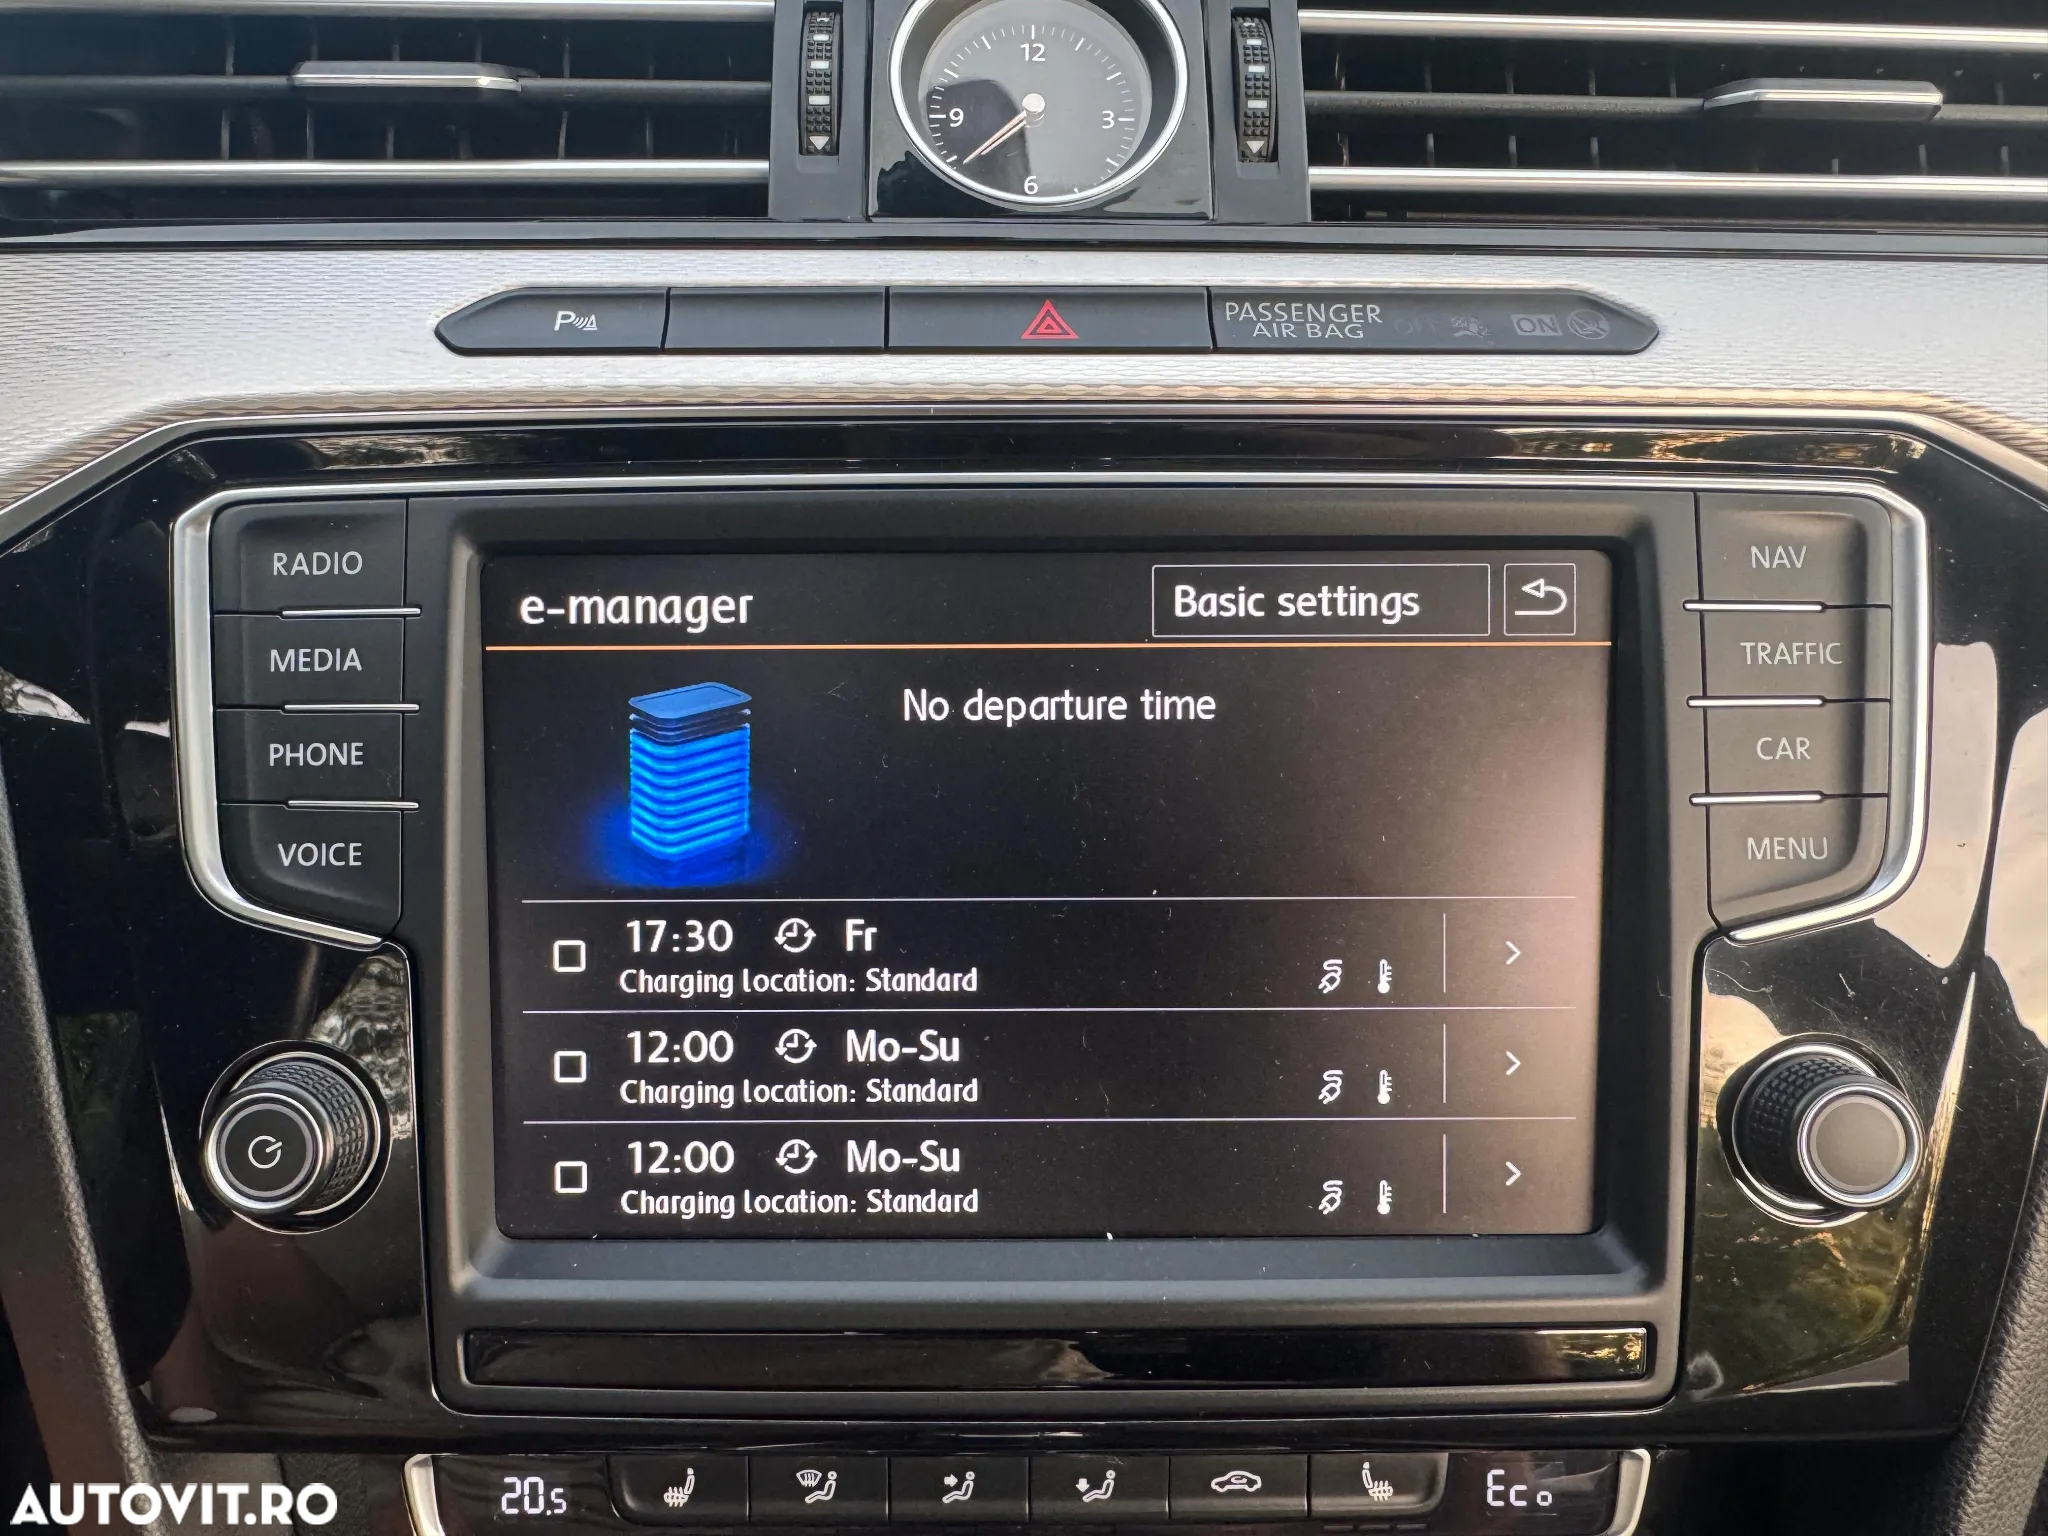 12
9
3
6
P
PASSENGER
AIR BAG
OFF
ON
RADIO
MEDIA
PHONE
VOICE
NAV
TRAFFIC
CAR
MENU
e-manager
Basic settings
No departure time
17:30 Fr
Charging location: Standard
12:00 Mo-Su
Charging location: Standard
12:00 Mo-Su
Charging location: Standard
20.5
Eco
AUTOVIT.RO